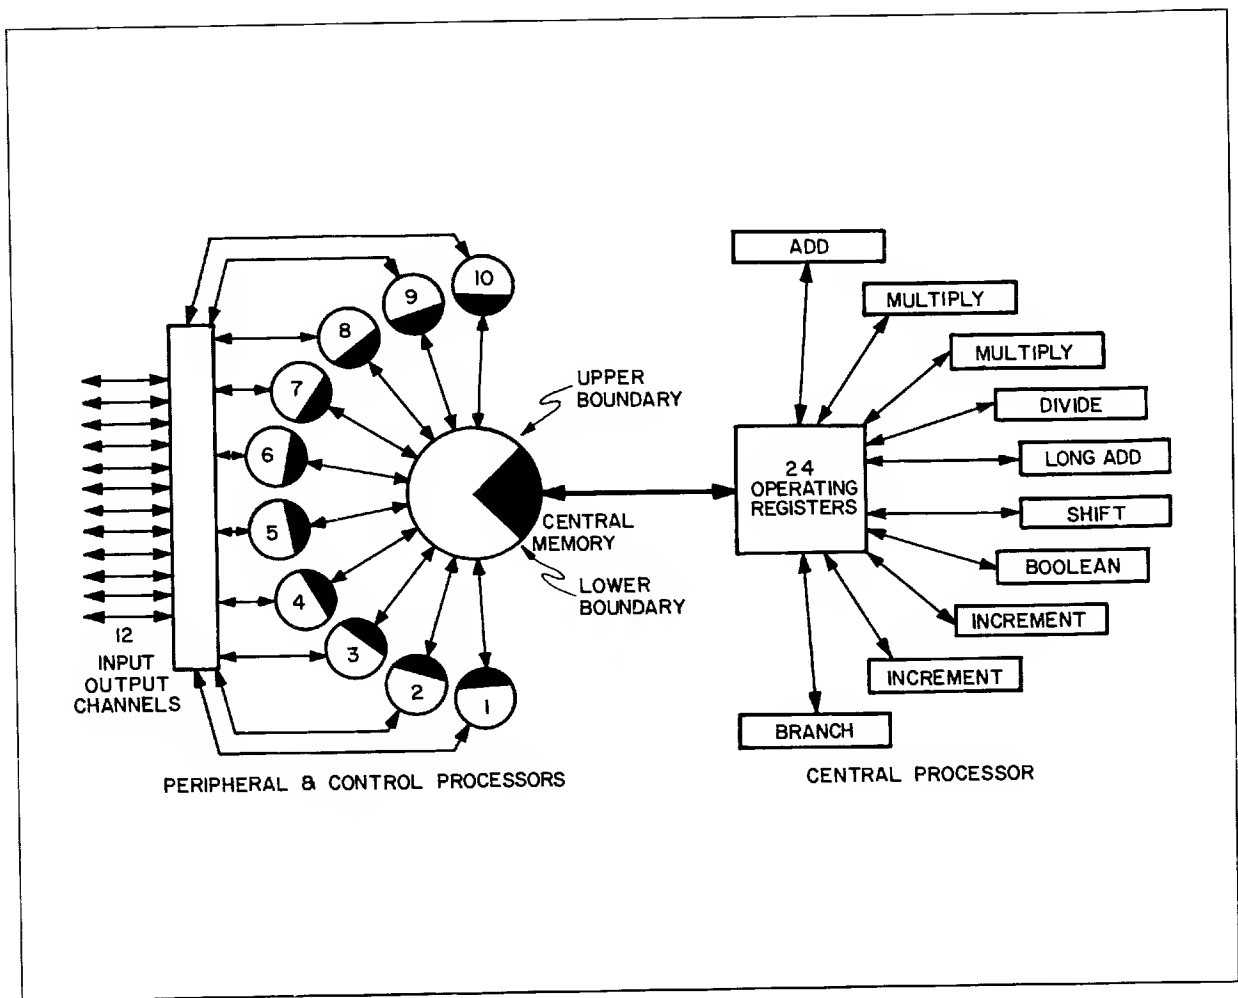 10
9
8
7
6
5
4
3
2
1
UPPER
BOUNDARY
CENTRAL
MEMORY
LOWER
BOUNDARY
12
INPUT
OUTPUT
CHANNELS
PERIPHERAL & CONTROL PROCESSORS
ADD
MULTIPLY
MULTIPLY
DIVIDE
LONG ADD
SHIFT
BOOLEAN
INCREMENT
INCREMENT
BRANCH
24
OPERATING
REGISTERS
CENTRAL PROCESSOR